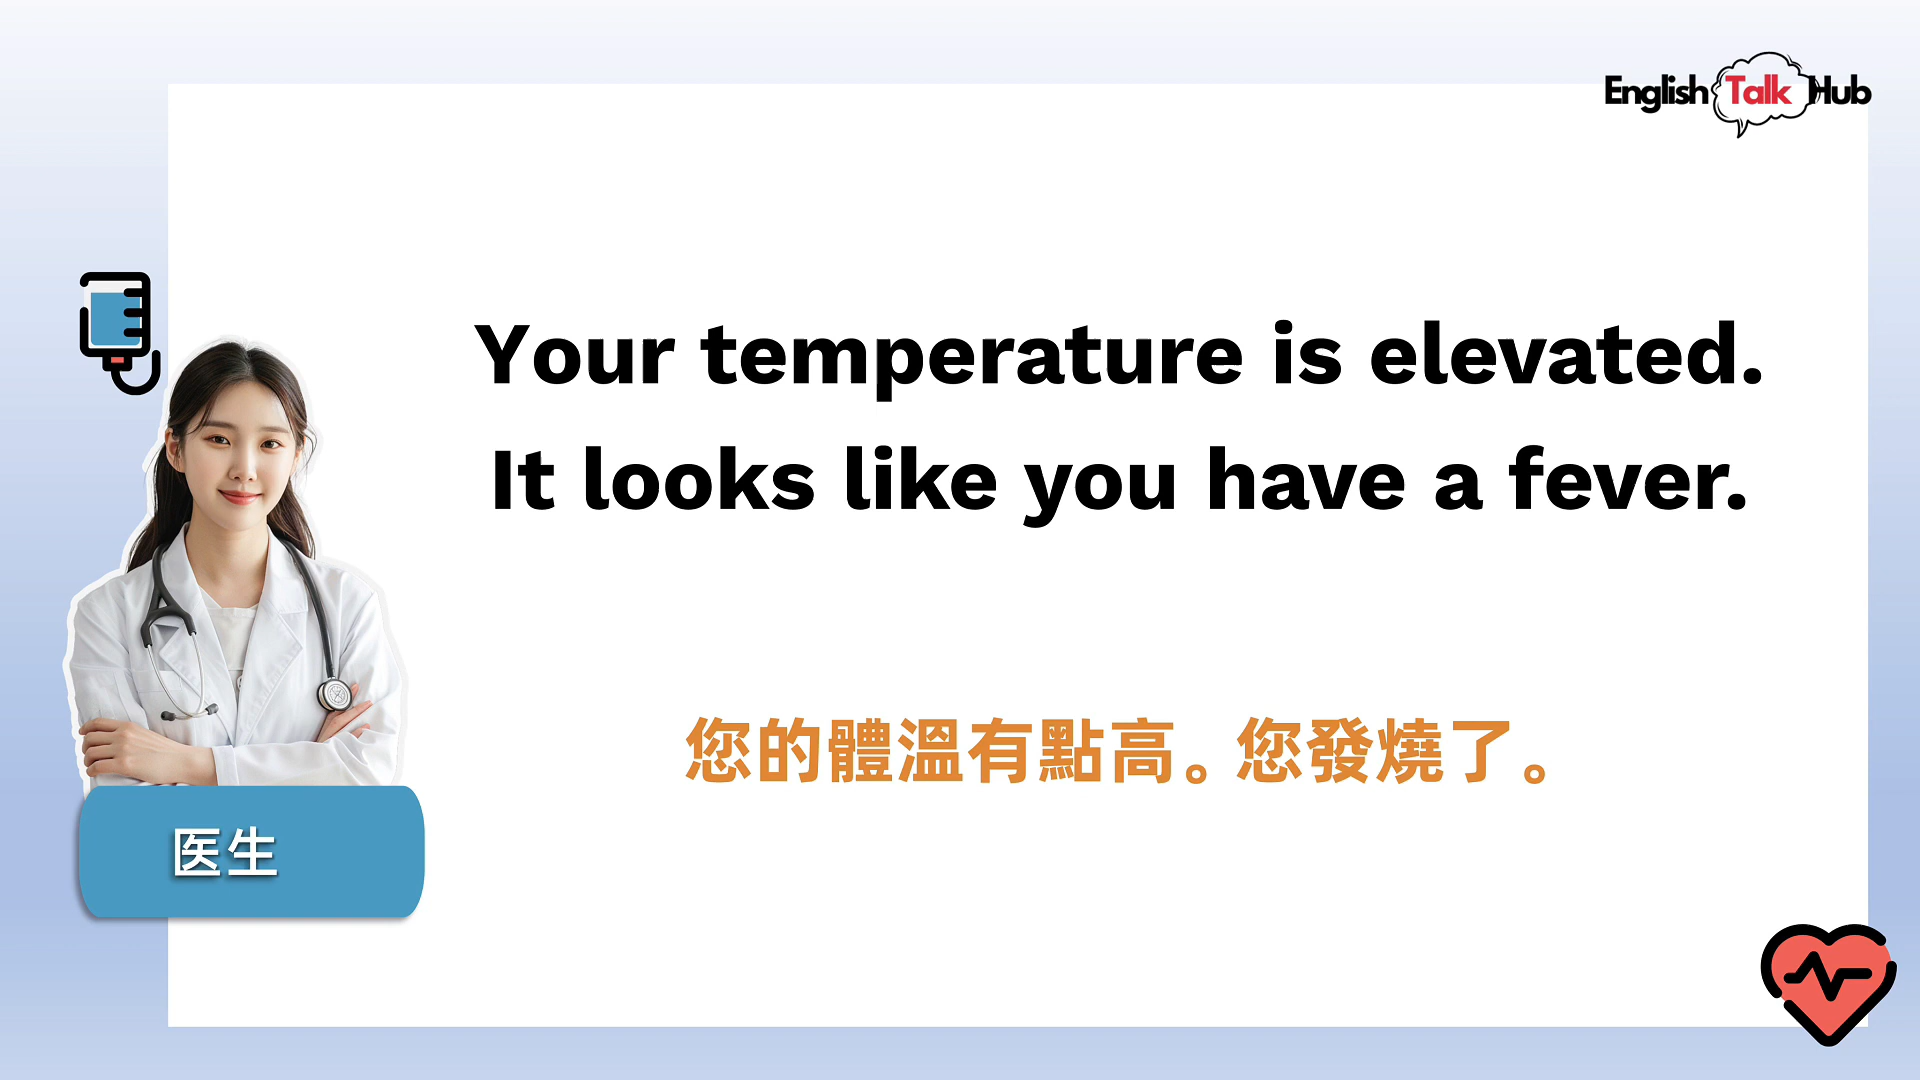 English Talk Hub
Your temperature is elevated.
It looks like you have a fever.
您的體溫有點高。您發燒了。
医生